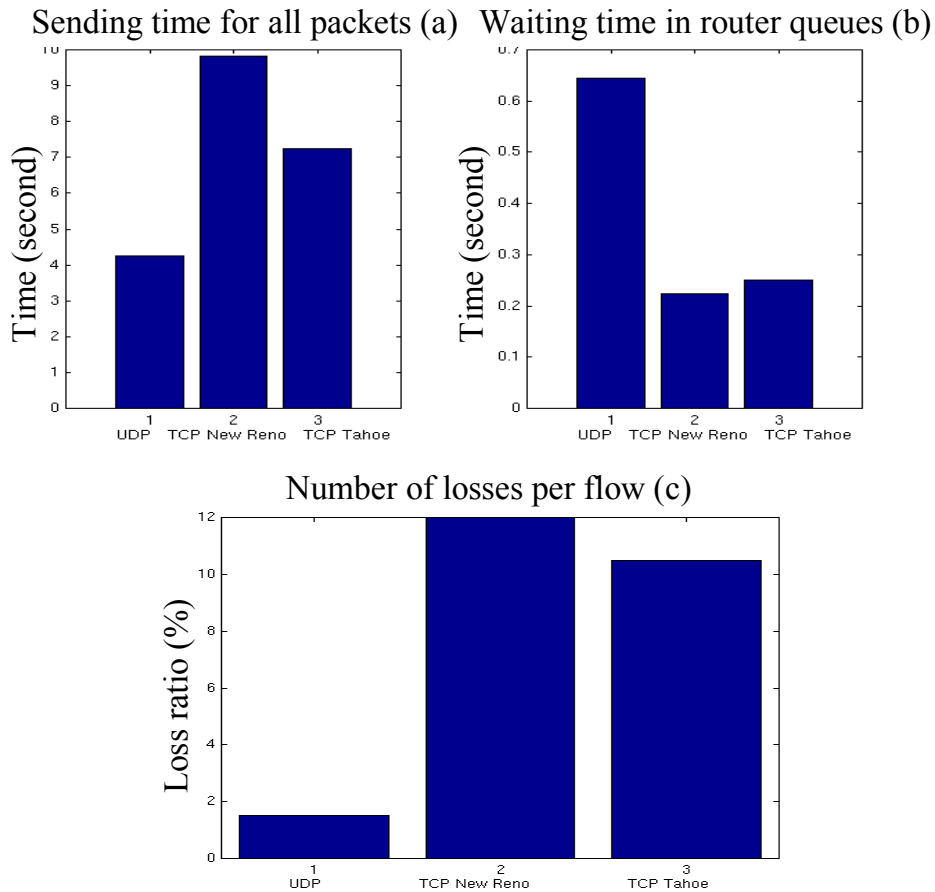 Sending time for all packets (a)
Waiting time in router queues (b)
Time (second)
10
9
8
7
6
5
4
3
2
1
0
1
2
3
UDP
TCP New Reno
TCP Tahoe
Time (second)
0.7
0.6
0.5
0.4
0.3
0.2
0.1
0
1
2
3
UDP
TCP New Reno
TCP Tahoe
Number of losses per flow (c)
Loss ratio (%)
12
10
8
6
4
2
0
1
2
3
UDP
TCP New Reno
TCP Tahoe